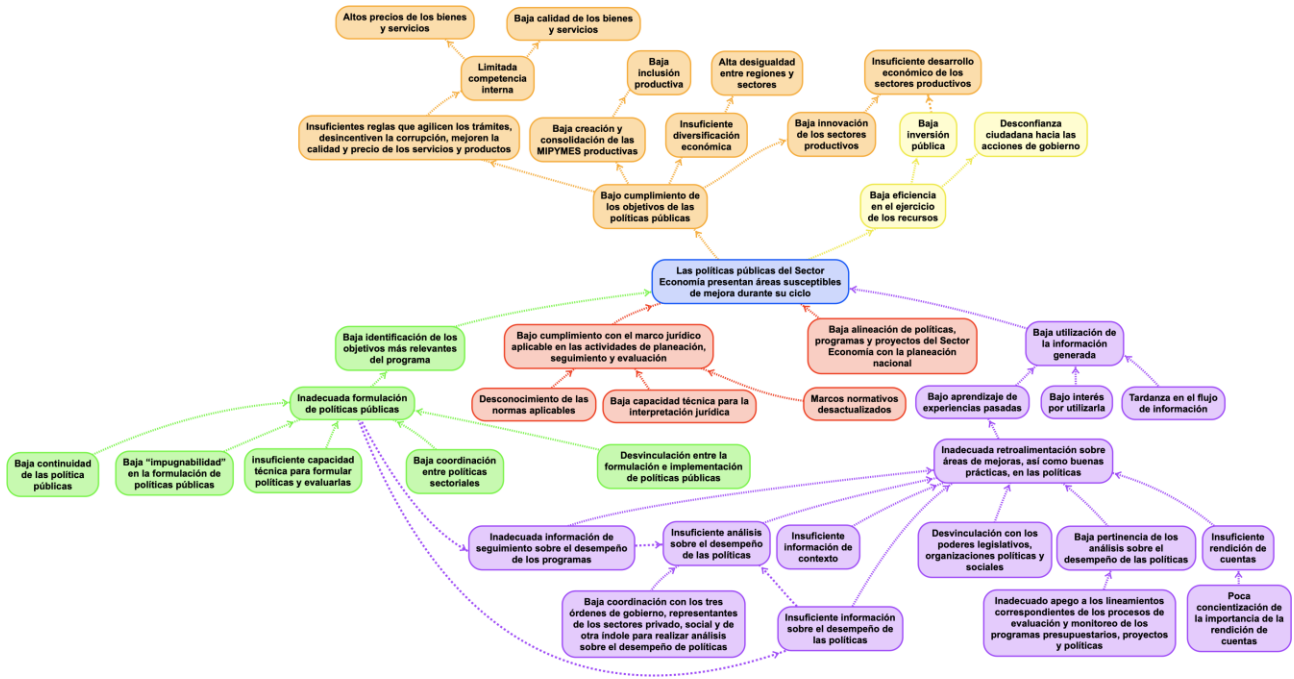 Altos precios de los bienes
y servicios
Baja calidad de los bienes
y servicios
Limitada
competencia
interna
Baja
inclusión
productiva
Alta desigualdad
entre regiones y
sectores
Insuficiente desarrollo
económico de los
sectores productivos
Insuficientes reglas que agilicen los trámites,
desincentiven la corrupción, mejoren la
calidad y precio de los servicios y productos
Baja creación y
consolidación de las
MIPYMES productivas
Insuficiente
diversificación
económica
Baja innovación
de los sectores
productivos
Baja
inversión
pública
Desconfianza
ciudadana hacia las
acciones de gobierno
Bajo cumplimiento de
los objetivos de las
políticas públicas
Baja eficiencia
en el ejercicio
de los recursos
Las políticas públicas del Sector
Economía presentan áreas susceptibles
de mejora durante su ciclo
Baja identificación de los
objetivos más relevantes
del programa
Bajo cumplimiento con el marco jurídico
aplicable en las actividades de planeación,
seguimiento y evaluación
Baja alineación de políticas,
programas y proyectos del Sector
Economía con la planeación
nacional
Baja utilización de
la información
generada
Inadecuada formulación
de políticas públicas
Desconocimiento de las
normas aplicables
Baja capacidad técnica para la
interpretación jurídica
Marcos normativos
desactualizados
Bajo aprendizaje de
experiencias pasadas
Bajo interés
por utilizarla
Tardanza en el flujo
de información
Baja continuidad
de las política
públicas
Baja "impugnabilidad"
en la formulación de
políticas públicas
insuficiente capacidad
técnica para formular
políticas y evaluarlas
Baja coordinación
entre políticas
sectoriales
Desvinculación entre la
formulación e implementación
de políticas públicas
Inadecuada retroalimentación sobre
áreas de mejoras, así como buenas
prácticas, en las políticas
Inadecuada información de
seguimiento sobre el desempeño
de los programas
Insuficiente análisis
sobre el desempeño
de las políticas
Insuficiente
información de
contexto
Desvinculación con los
poderes legislativos,
organizaciones políticas y
sociales
Baja pertinencia de los
análisis sobre el
desempeño de las políticas
Insuficiente
rendición de
cuentas
Baja coordinación con los tres
órdenes de gobierno, representantes
de los sectores privado, social y de
otra índole para realizar análisis
sobre el desempeño de políticas
Insuficiente información
sobre el desempeño de
las políticas
Inadecuado apego a los lineamientos
correspondientes de los procesos de
evaluación y monitoreo de los
programas presupuestarios, proyectos
y políticas
Poca
concientización de
la importancia de la
rendición de
cuentas